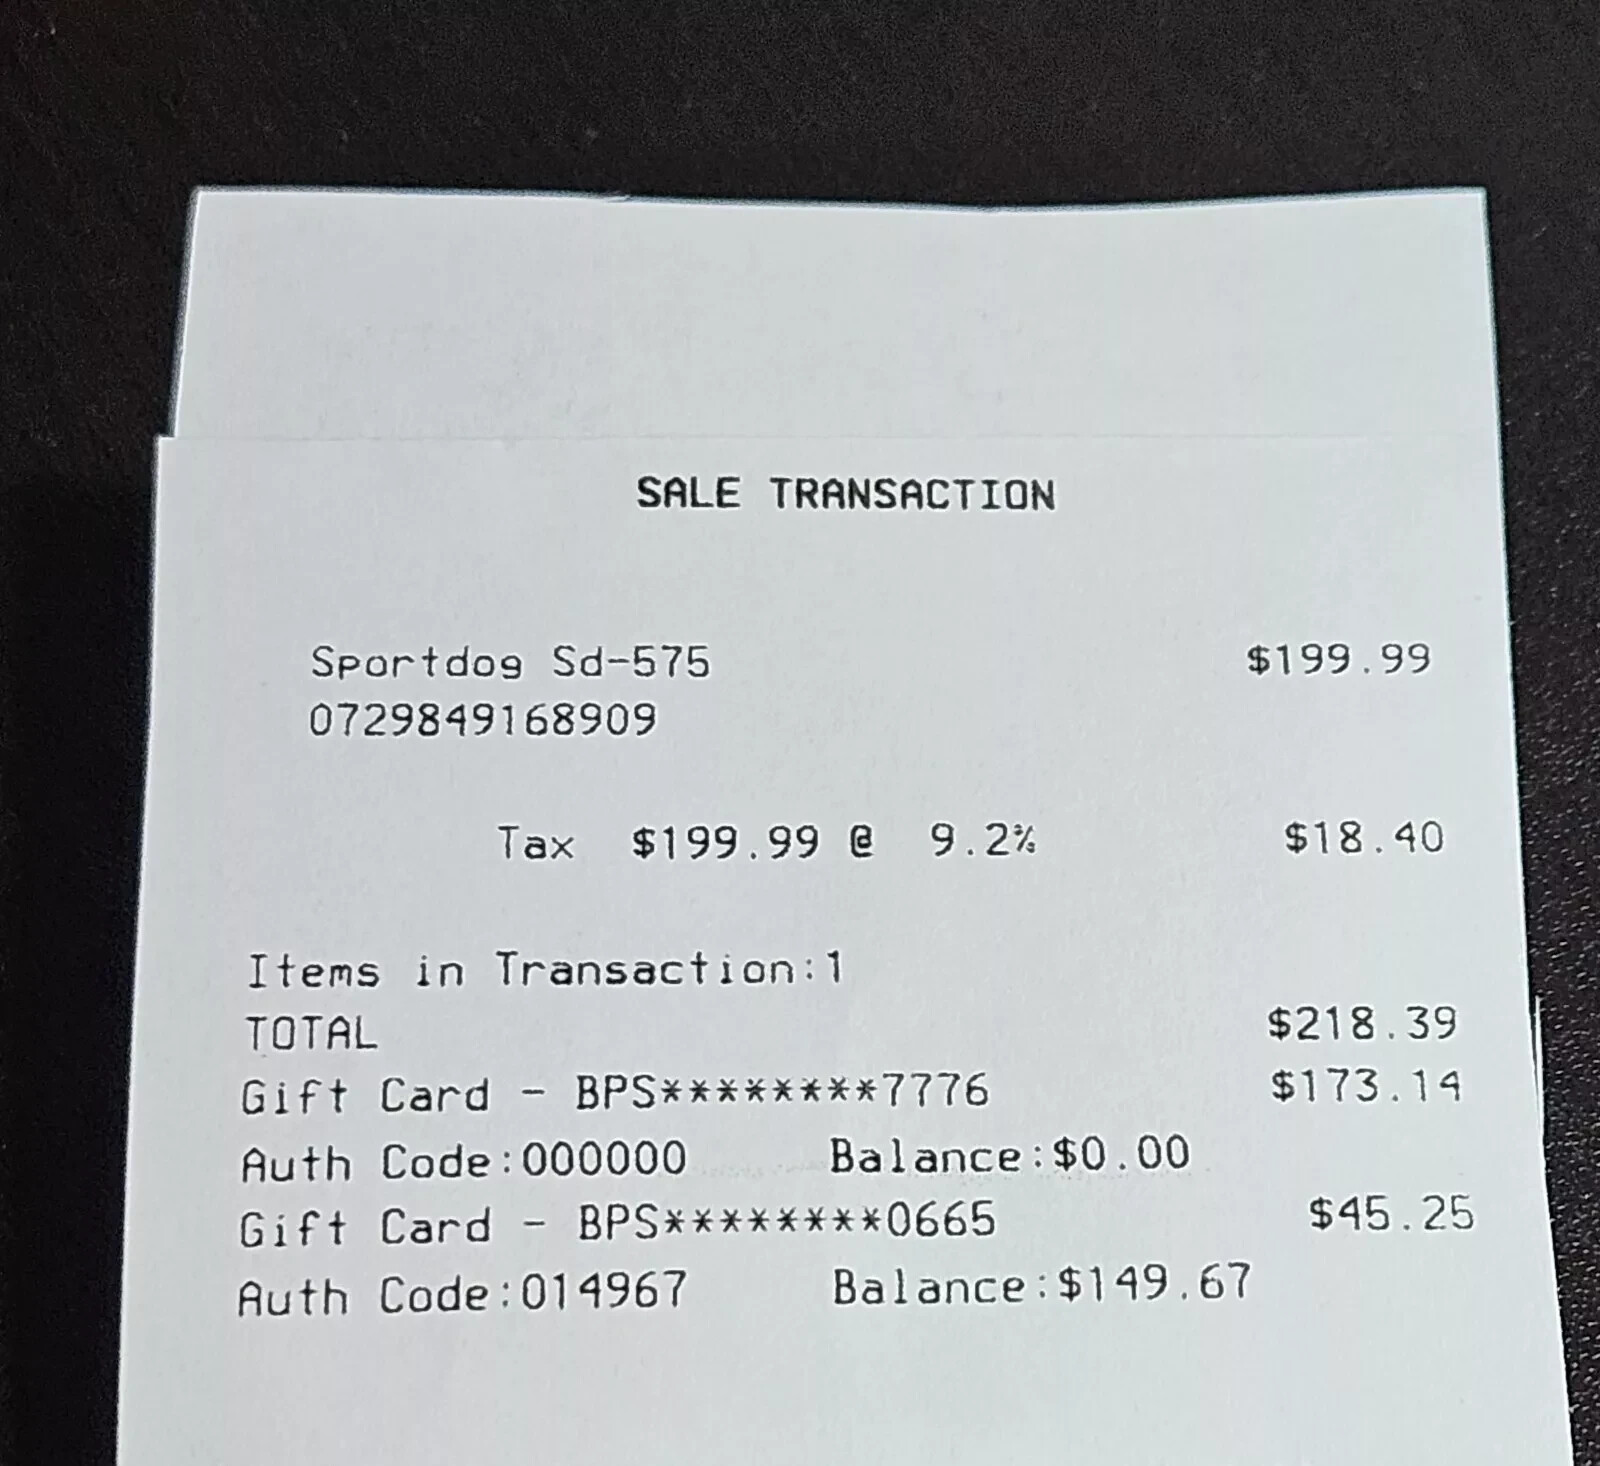 SALE TRANSACTION
Sportdog Sd-575 $199.99
0729849168909
Tax $199.99 @ 9.2% $18.40
Items in Transaction:1
TOTAL $218.39
Gift Card - BPS********7776 $173.14
Auth Code:000000 Balance:$0.00
Gift Card - BPS********0665 $45.25
Auth Code:014967 Balance:$149.67